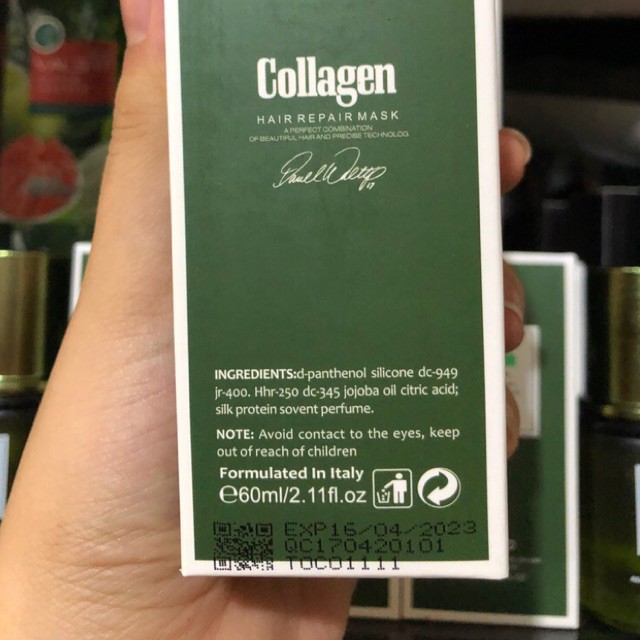 Collagen
HAIR REPAIR MASK
A PERFECT COMBINATION
OF BEAUTIFUL HAIR AND PRECISE TECHNOLOG
INGREDIENTS:d-panthenol silicone dc-949
jr-400. Hhr-250 dc-345 jojoba oil citric acid;
silk protein sovent perfume.
NOTE: Avoid contact to the eyes, keep
out of reach of children
Formulated In Italy
℮60ml/2.11fl.oz
EXP16/04/2023
QC170420101
TOCO1111